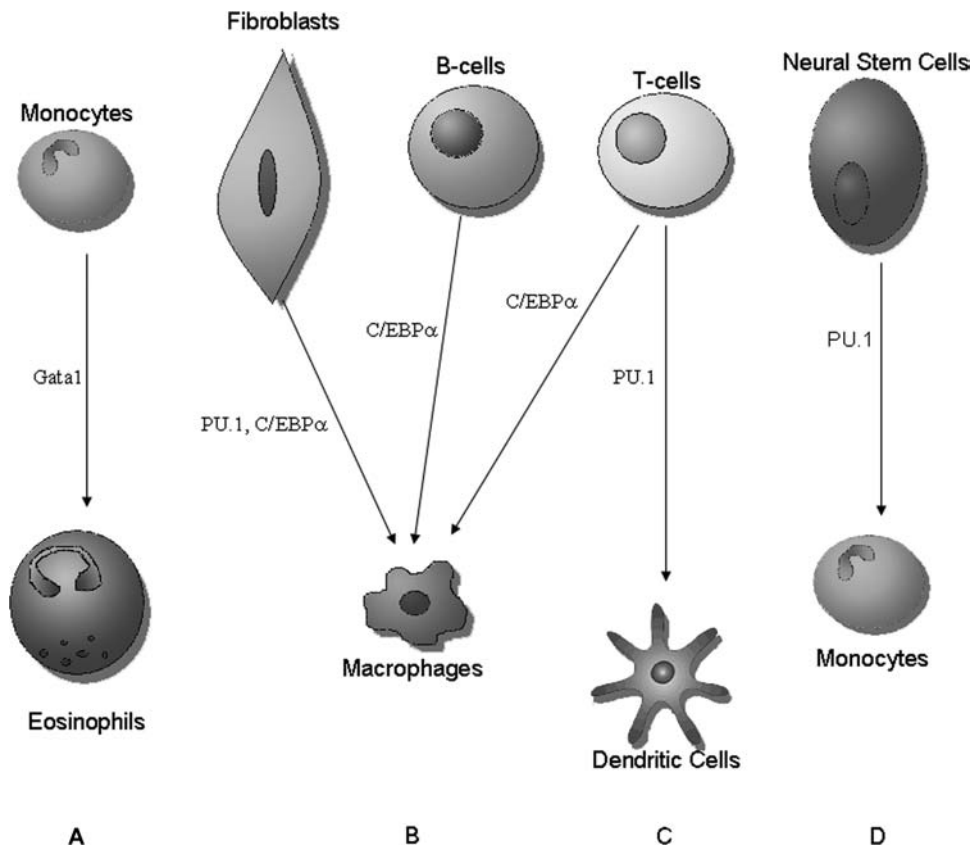 Fibroblasts
B-cells
T-cells
Neural Stem Cells
Monocytes
C/EBPα
C/EBPα
PU.1
Gata1
PU.1
PU.1, C/EBPα
Macrophages
Monocytes
Eosinophils
Dendritic Cells
A
B
C
D